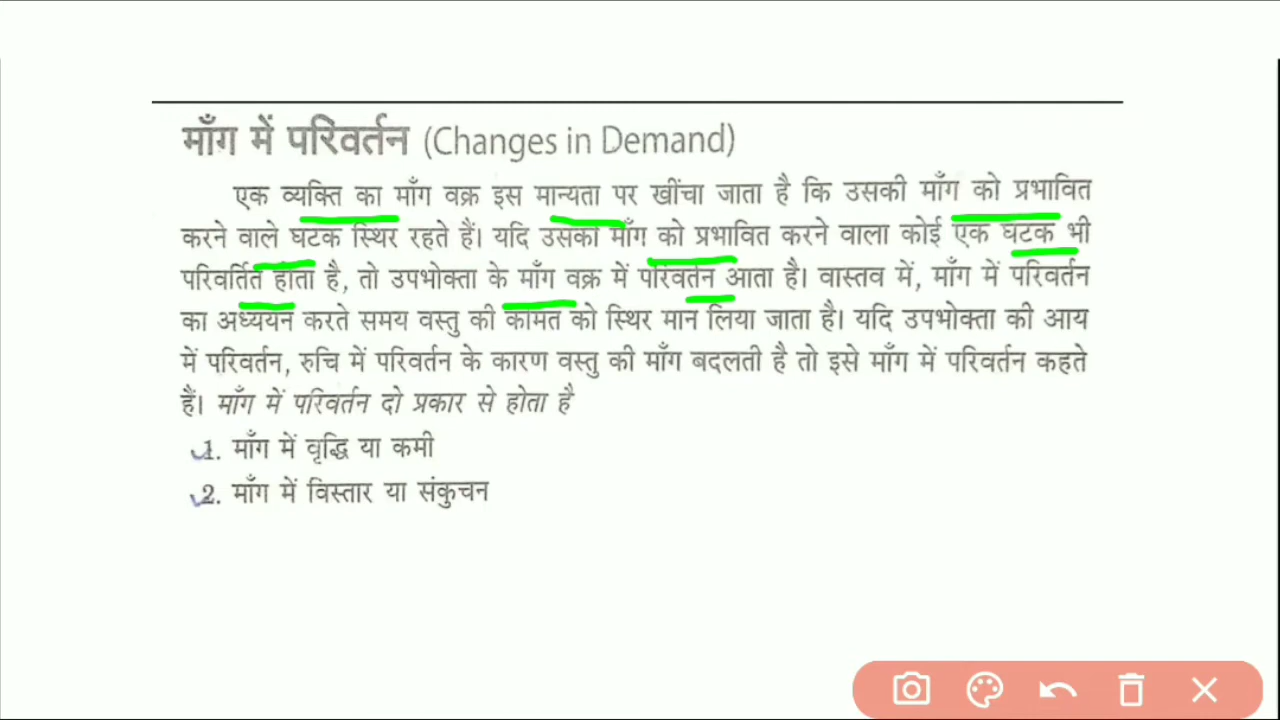 माँग में परिवर्तन (Changes in Demand)
एक व्यक्ति का माँग वक्र इस मान्यता पर खींचा जाता है कि उसकी माँग को प्रभावित
करने वाले घटक स्थिर रहते हैं। यदि उसकी माँग को प्रभावित करने वाला कोई एक घटक भी
परिवर्तित होता है, तो उपभोक्ता के माँग वक्र में परिवर्तन आता है। वास्तव में, माँग में परिवर्तन
का अध्ययन करते समय वस्तु की कीमत को स्थिर मान लिया जाता है। यदि उपभोक्ता की आय
में परिवर्तन, रुचि में परिवर्तन के कारण वस्तु की माँग बदलती है तो इसे माँग में परिवर्तन कहते
हैं। माँग में परिवर्तन दो प्रकार से होता है
1. माँग में वृद्धि या कमी
2. माँग में विस्तार या संकुचन